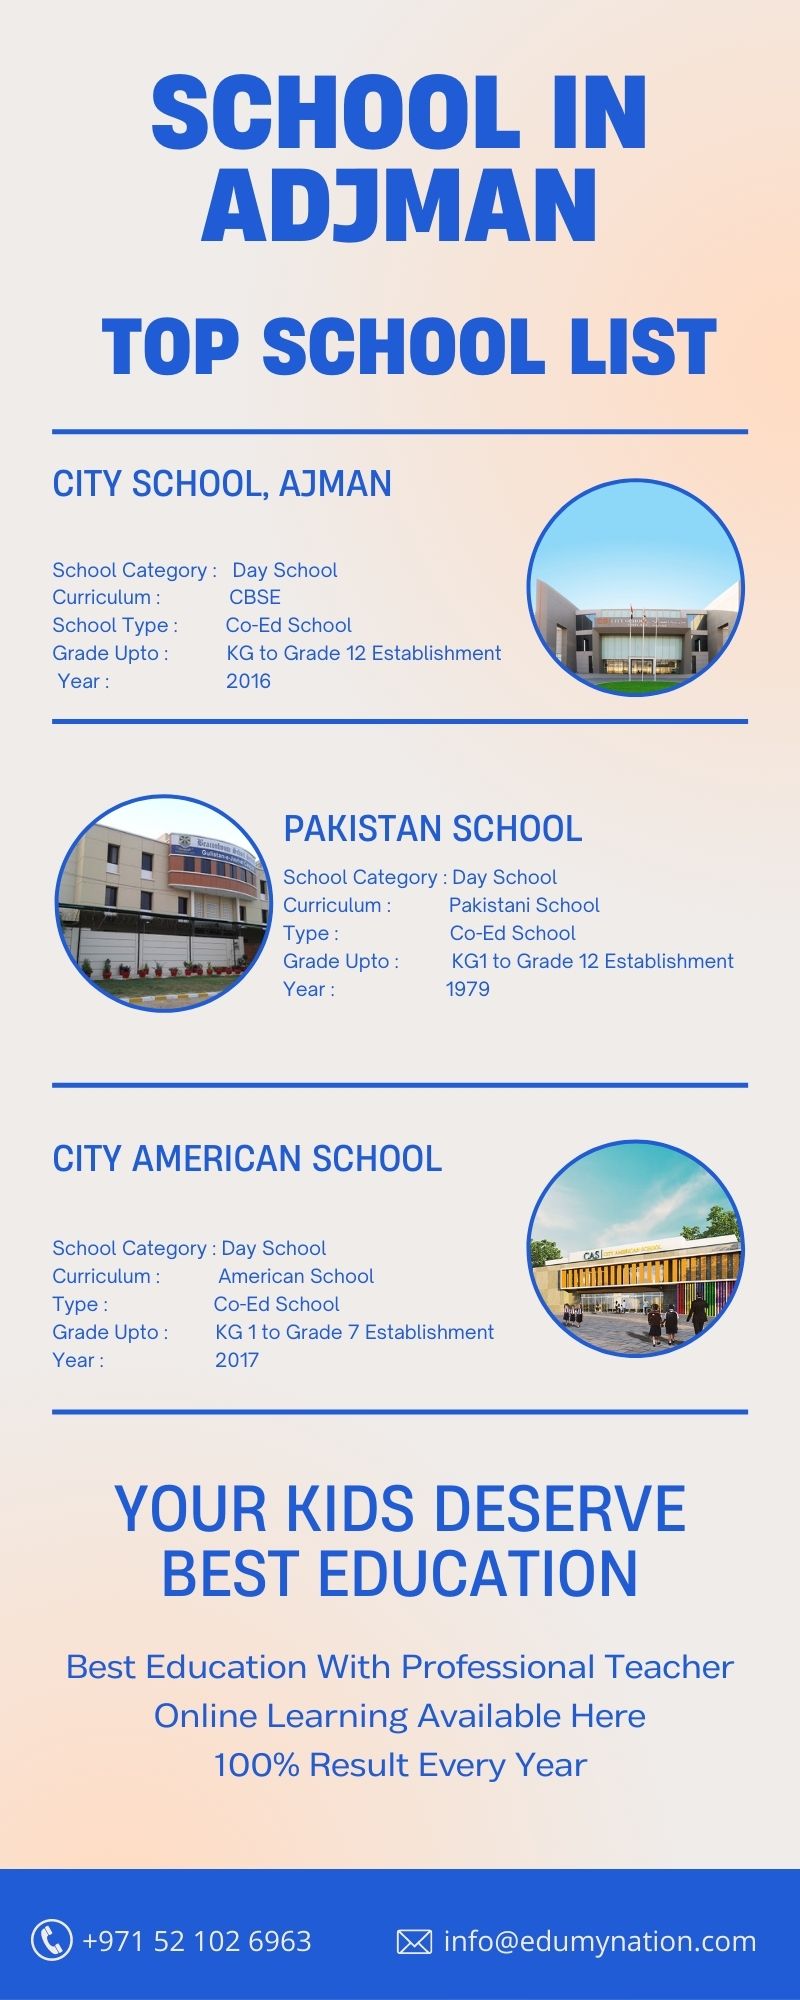 SCHOOL IN
ADJMAN
TOP SCHOOL LIST
CITY SCHOOL, AJMAN
School Category : Day School
Curriculum : CBSE
School Type : Co-Ed School
Grade Upto : KG to Grade 12 Establishment
Year : 2016
PAKISTAN SCHOOL
School Category : Day School
Curriculum : Pakistani School
Type : Co-Ed School
Grade Upto : KG1 to Grade 12 Establishment
Year : 1979
CITY AMERICAN SCHOOL
CAS CITY AMERICAN SCHOOL
School Category : Day School
Curriculum : American School
Type : Co-Ed School
Grade Upto : KG 1 to Grade 7 Establishment
Year : 2017
YOUR KIDS DESERVE
BEST EDUCATION
Best Education With Professional Teacher
Online Learning Available Here
100% Result Every Year
+971 52 102 6963
info@edumynation.com